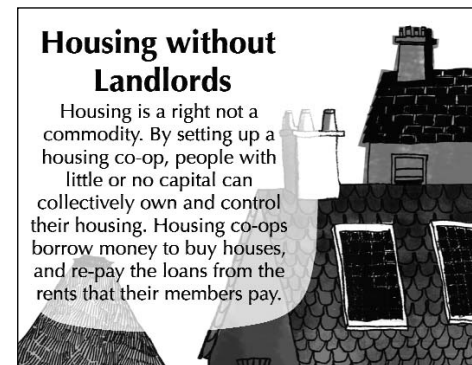 Housing without
Landlords
Housing is a right not a
commodity. By setting up a
housing co-op, people with
little or no capital can
collectively own and control
their housing. Housing co-ops
borrow money to buy houses,
and re-pay the loans from the
rents that their members pay.